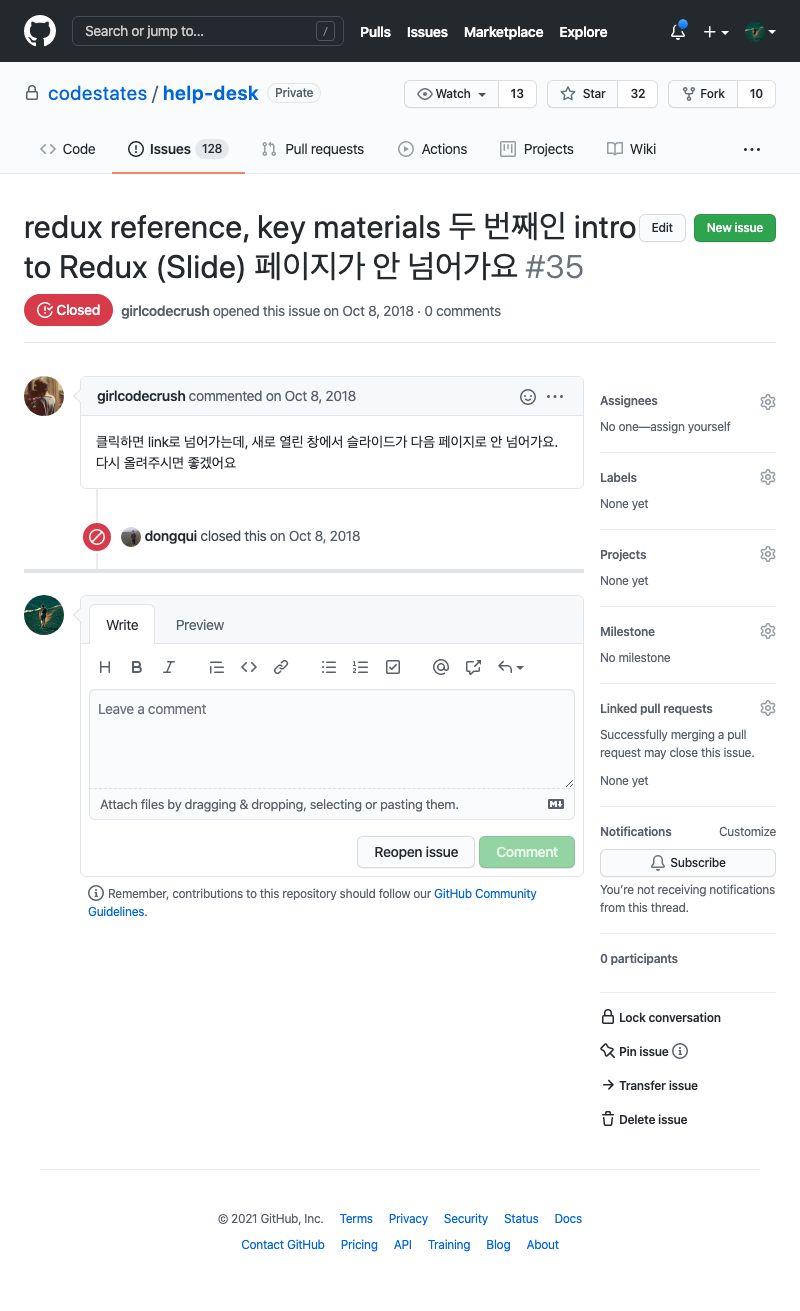 Search or jump to... /
Pulls Issues Marketplace Explore
codestates / help-desk Private
Watch 13 Star 32 Fork 10
Code Issues 128 Pull requests Actions Projects Wiki
redux reference, key materials 두 번째인 intro
to Redux (Slide) 페이지가 안 넘어가요 #35
Edit New issue
Closed girlcodecrush opened this issue on Oct 8, 2018 · 0 comments
girlcodecrush commented on Oct 8, 2018
클릭하면 link로 넘어가는데, 새로 열린 창에서 슬라이드가 다음 페이지로 안 넘어가요.
다시 올려주시면 좋겠어요
dongqui closed this on Oct 8, 2018
Write Preview
Leave a comment
Attach files by dragging & dropping, selecting or pasting them.
Reopen issue Comment
Remember, contributions to this repository should follow our GitHub Community
Guidelines.
Assignees
No one—assign yourself
Labels
None yet
Projects
None yet
Milestone
No milestone
Linked pull requests
Successfully merging a pull
request may close this issue.
None yet
Notifications Customize
Subscribe
You're not receiving notifications
from this thread.
0 participants
Lock conversation
Pin issue
Transfer issue
Delete issue
© 2021 GitHub, Inc. Terms Privacy Security Status Docs
Contact GitHub Pricing API Training Blog About